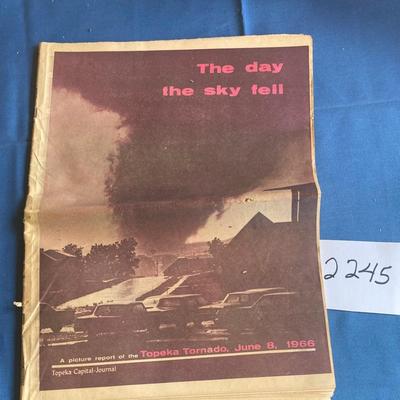 The day
the sky fell
2245
A picture report of the Topeka Tornado, June 8, 1966
Topeka Capital-Journal